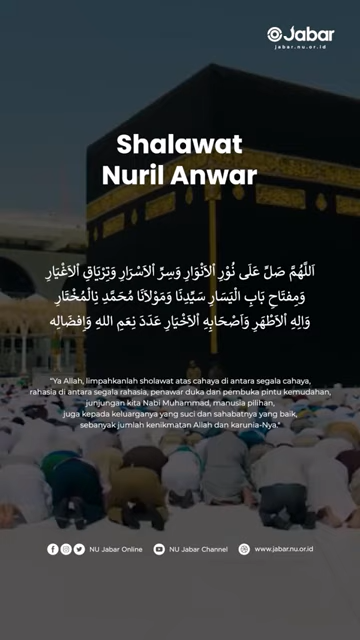 Jabar
jabar.nu.or.id
Shalawat
Nuril Anwar
اَللّٰهُمَّ صَلِّ عَلَى نُوْرِ الْاَنْوَارِ وَسِرِّ الْاَسْرَارِ وَتِرْيَاقِ الْاَغْيَارِ
وَمِفْتَاحِ بَابِ الْيَسَارِ سَيِّدِنَا وَمَوْلَانَا مُحَمَّدِ نِالْمُخْتَارِ
وَاٰلِهِ الْاَطْهَرِ وَاَصْحَابِهِ الْاَخْيَارِ عَدَدَ نِعَمِ اللهِ وَاِفْضَالِه
"Ya Allah, limpahkanlah sholawat atas cahaya di antara segala cahaya,
rahasia di antara segala rahasia, penawar duka dan pembuka pintu kemudahan,
junjungan kita Nabi Muhammad, manusia pilihan,
juga kepada keluarganya yang suci dan sahabatnya yang baik,
sebanyak jumlah kenikmatan Allah dan karunia-Nya."
NU Jabar Online NU Jabar Channel www.jabar.nu.or.id